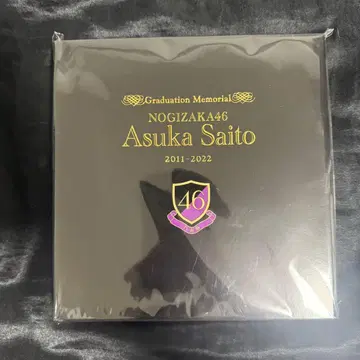 Graduation Memorial
NOGIZAKA46
Asuka Saito
2011-2022
46